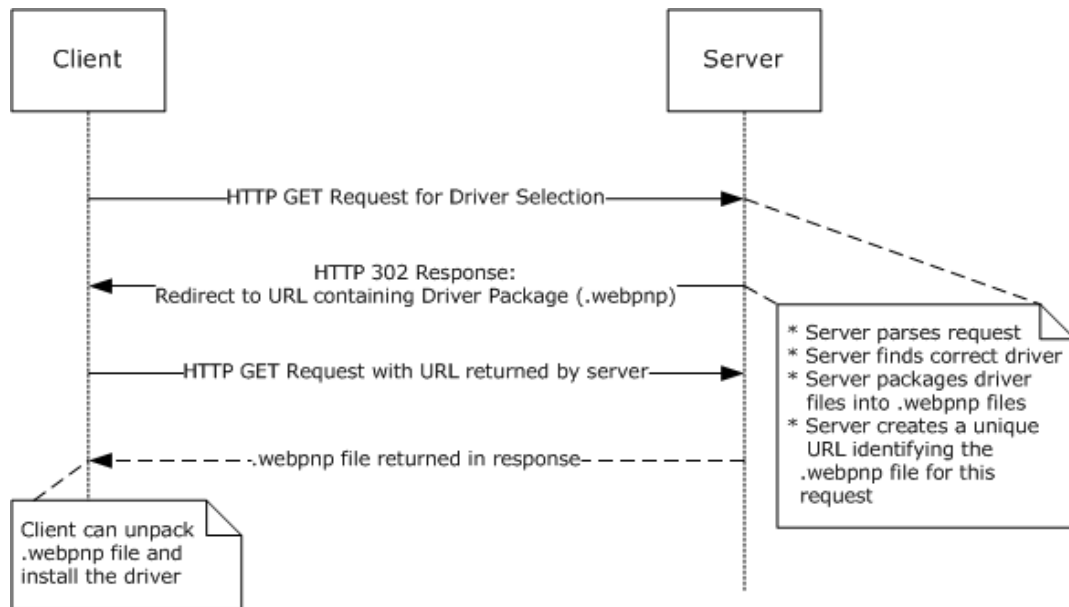 Client
Server
HTTP GET Request for Driver Selection
HTTP 302 Response:
Redirect to URL containing Driver Package (.webpnp)
* Server parses request
* Server finds correct driver
* Server packages driver
files into .webpnp files
* Server creates a unique
URL identifying the
.webpnp file for this
request
HTTP GET Request with URL returned by server
.webpnp file returned in response
Client can unpack
.webpnp file and
install the driver